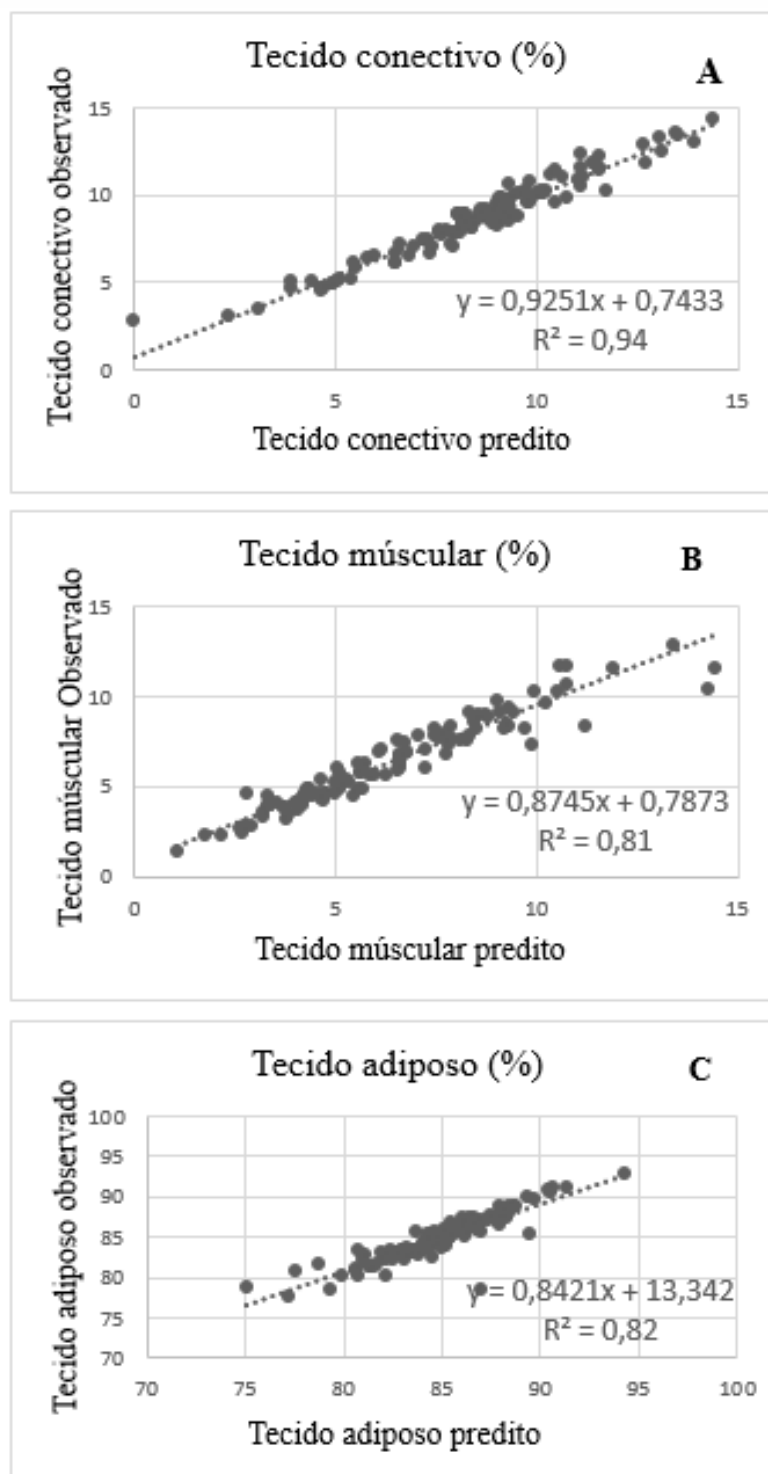 Tecido conectivo (%)
A
Tecido conectivo observado
15
10
5
0
y = 0,9251x + 0,7433
R² = 0,94
0 5 10 15
Tecido conectivo predito
Tecido múscular (%)
B
Tecido múscular Observado
15
10
5
0
y = 0,8745x + 0,7873
R² = 0,81
0 5 10 15
Tecido múscular predito
Tecido adiposo (%)
C
Tecido adiposo observado
100
95
90
85
80
75
70
y = 0,8421x + 13,342
R² = 0,82
70 75 80 85 90 95 100
Tecido adiposo predito